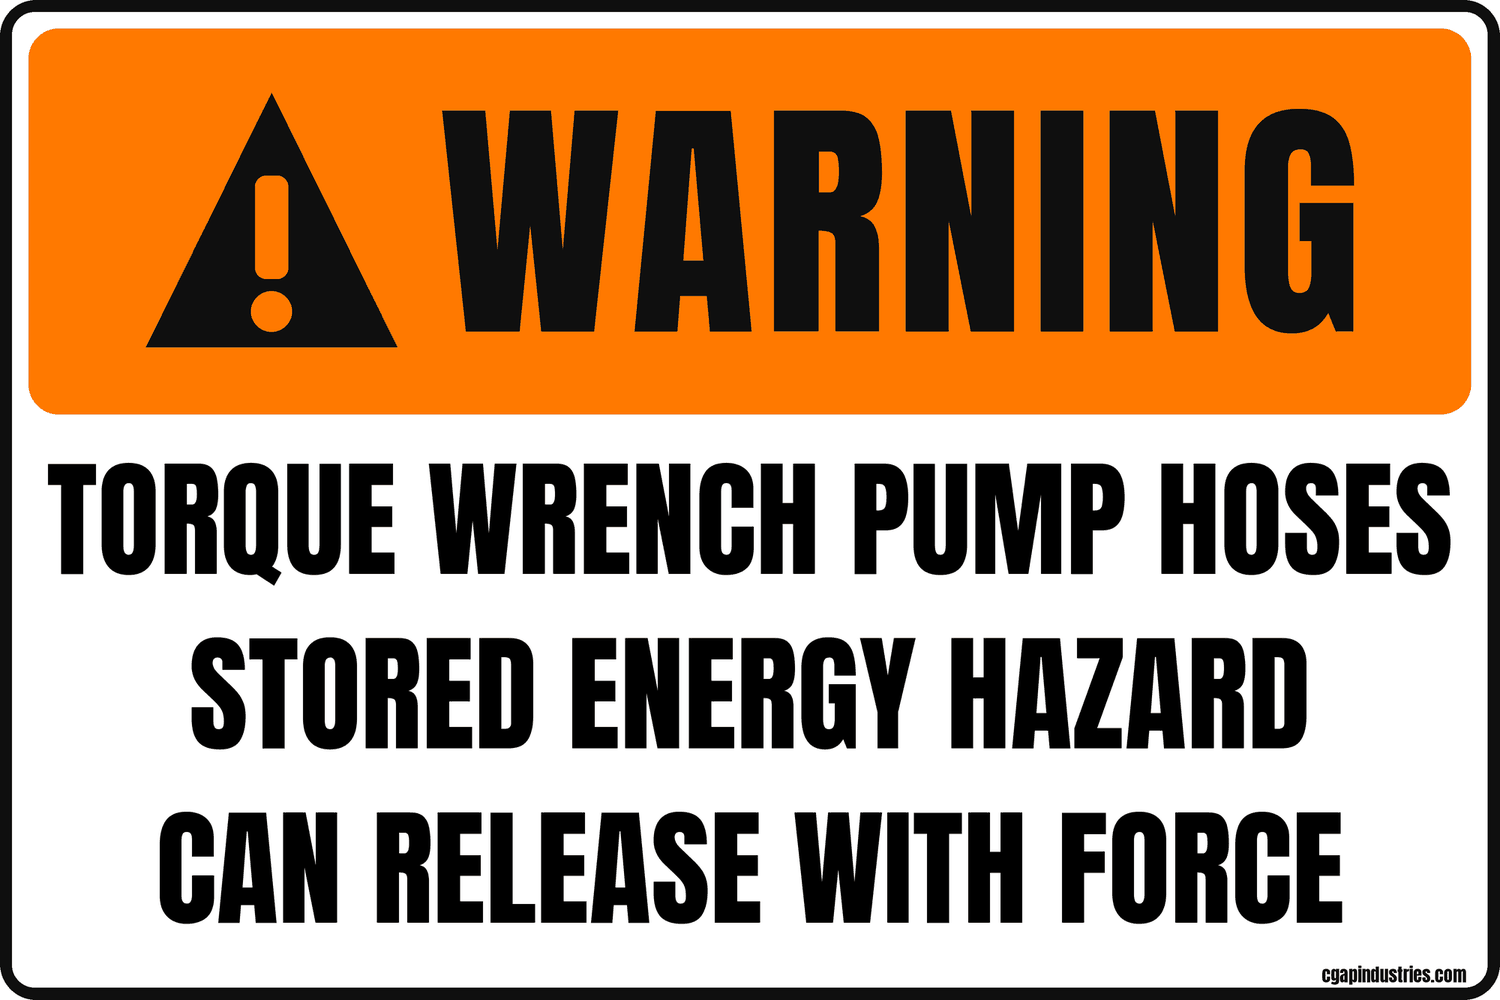 WARNING
TORQUE WRENCH PUMP HOSES
STORED ENERGY HAZARD
CAN RELEASE WITH FORCE
cgapindustries.com